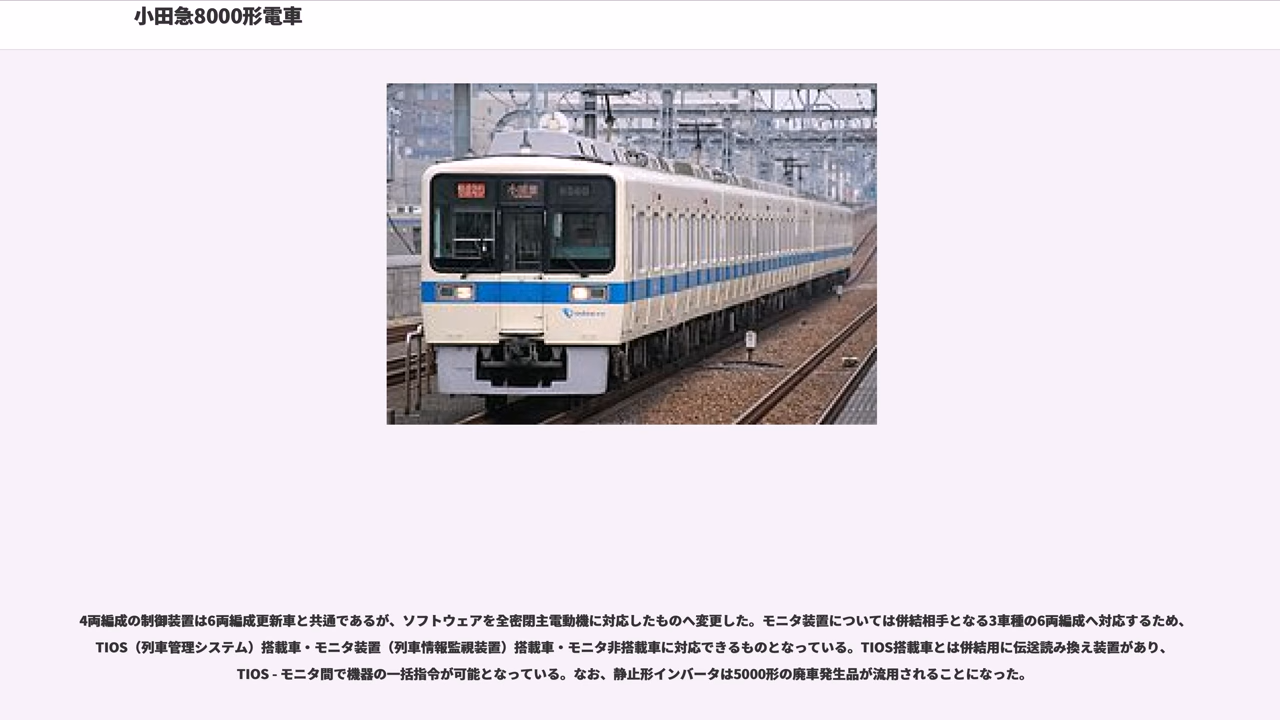 小田急8000形電車
4両編成の制御装置は6両編成更新車と共通であるが、ソフトウェアを全密閉主電動機に対応したものへ変更した。モニタ装置については併結相手となる3車種の6両編成へ対応するため、
TIOS（列車管理システム）搭載車・モニタ装置（列車情報監視装置）搭載車・モニタ非搭載車に対応できるものとなっている。TIOS搭載車とは併結用に伝送読み換え装置があり、
TIOS - モニタ間で機器の一括指令が可能となっている。なお、静止形インバータは5000形の廃車発生品が流用されることになった。